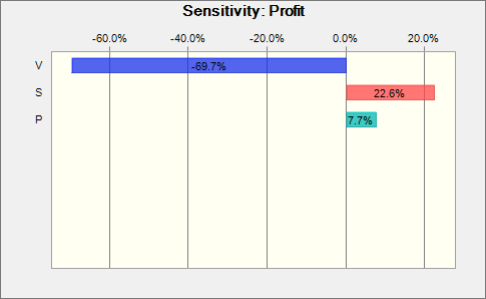 Sensitivity: Profit
-60.0% -40.0% -20.0% 0.0% 20.0%
V -69.7%
S 22.6%
P 7.7%